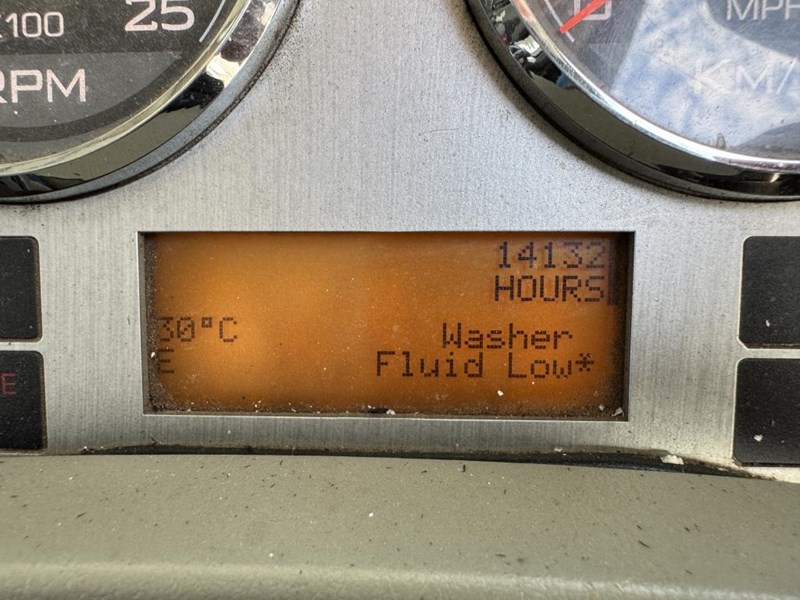 x100
25
RPM
MPH
KM/
14132
HOURS
30°C
Washer
E
Fluid Low*
E